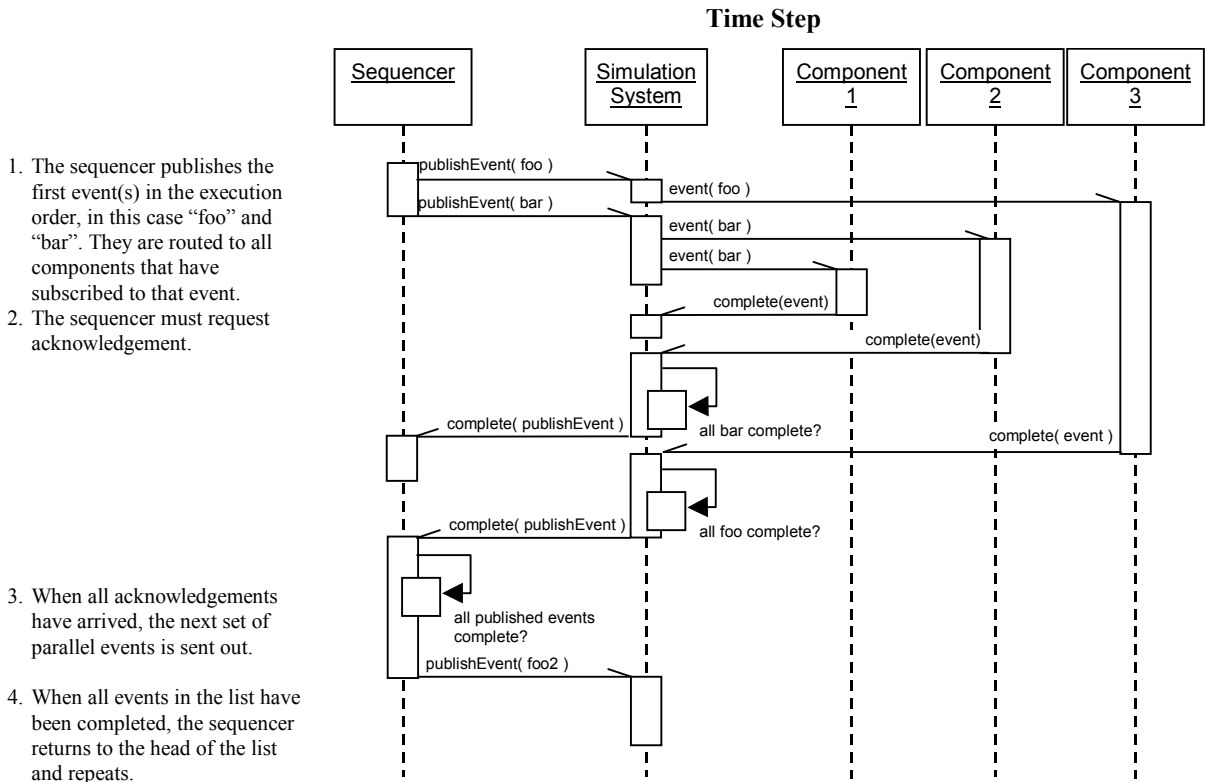 Time Step
Sequencer
Simulation
System
Component
1
Component
2
Component
3
1. The sequencer publishes the
first event(s) in the execution
order, in this case “foo” and
“bar”. They are routed to all
components that have
subscribed to that event.
2. The sequencer must request
acknowledgement.
publishEvent( foo )
event( foo )
publishEvent( bar )
event( bar )
event( bar )
complete(event)
complete(event)
all bar complete?
complete( publishEvent )
complete( event )
all foo complete?
complete( publishEvent )
3. When all acknowledgements
have arrived, the next set of
parallel events is sent out.
all published events
complete?
publishEvent( foo2 )
4. When all events in the list have
been completed, the sequencer
returns to the head of the list
and repeats.